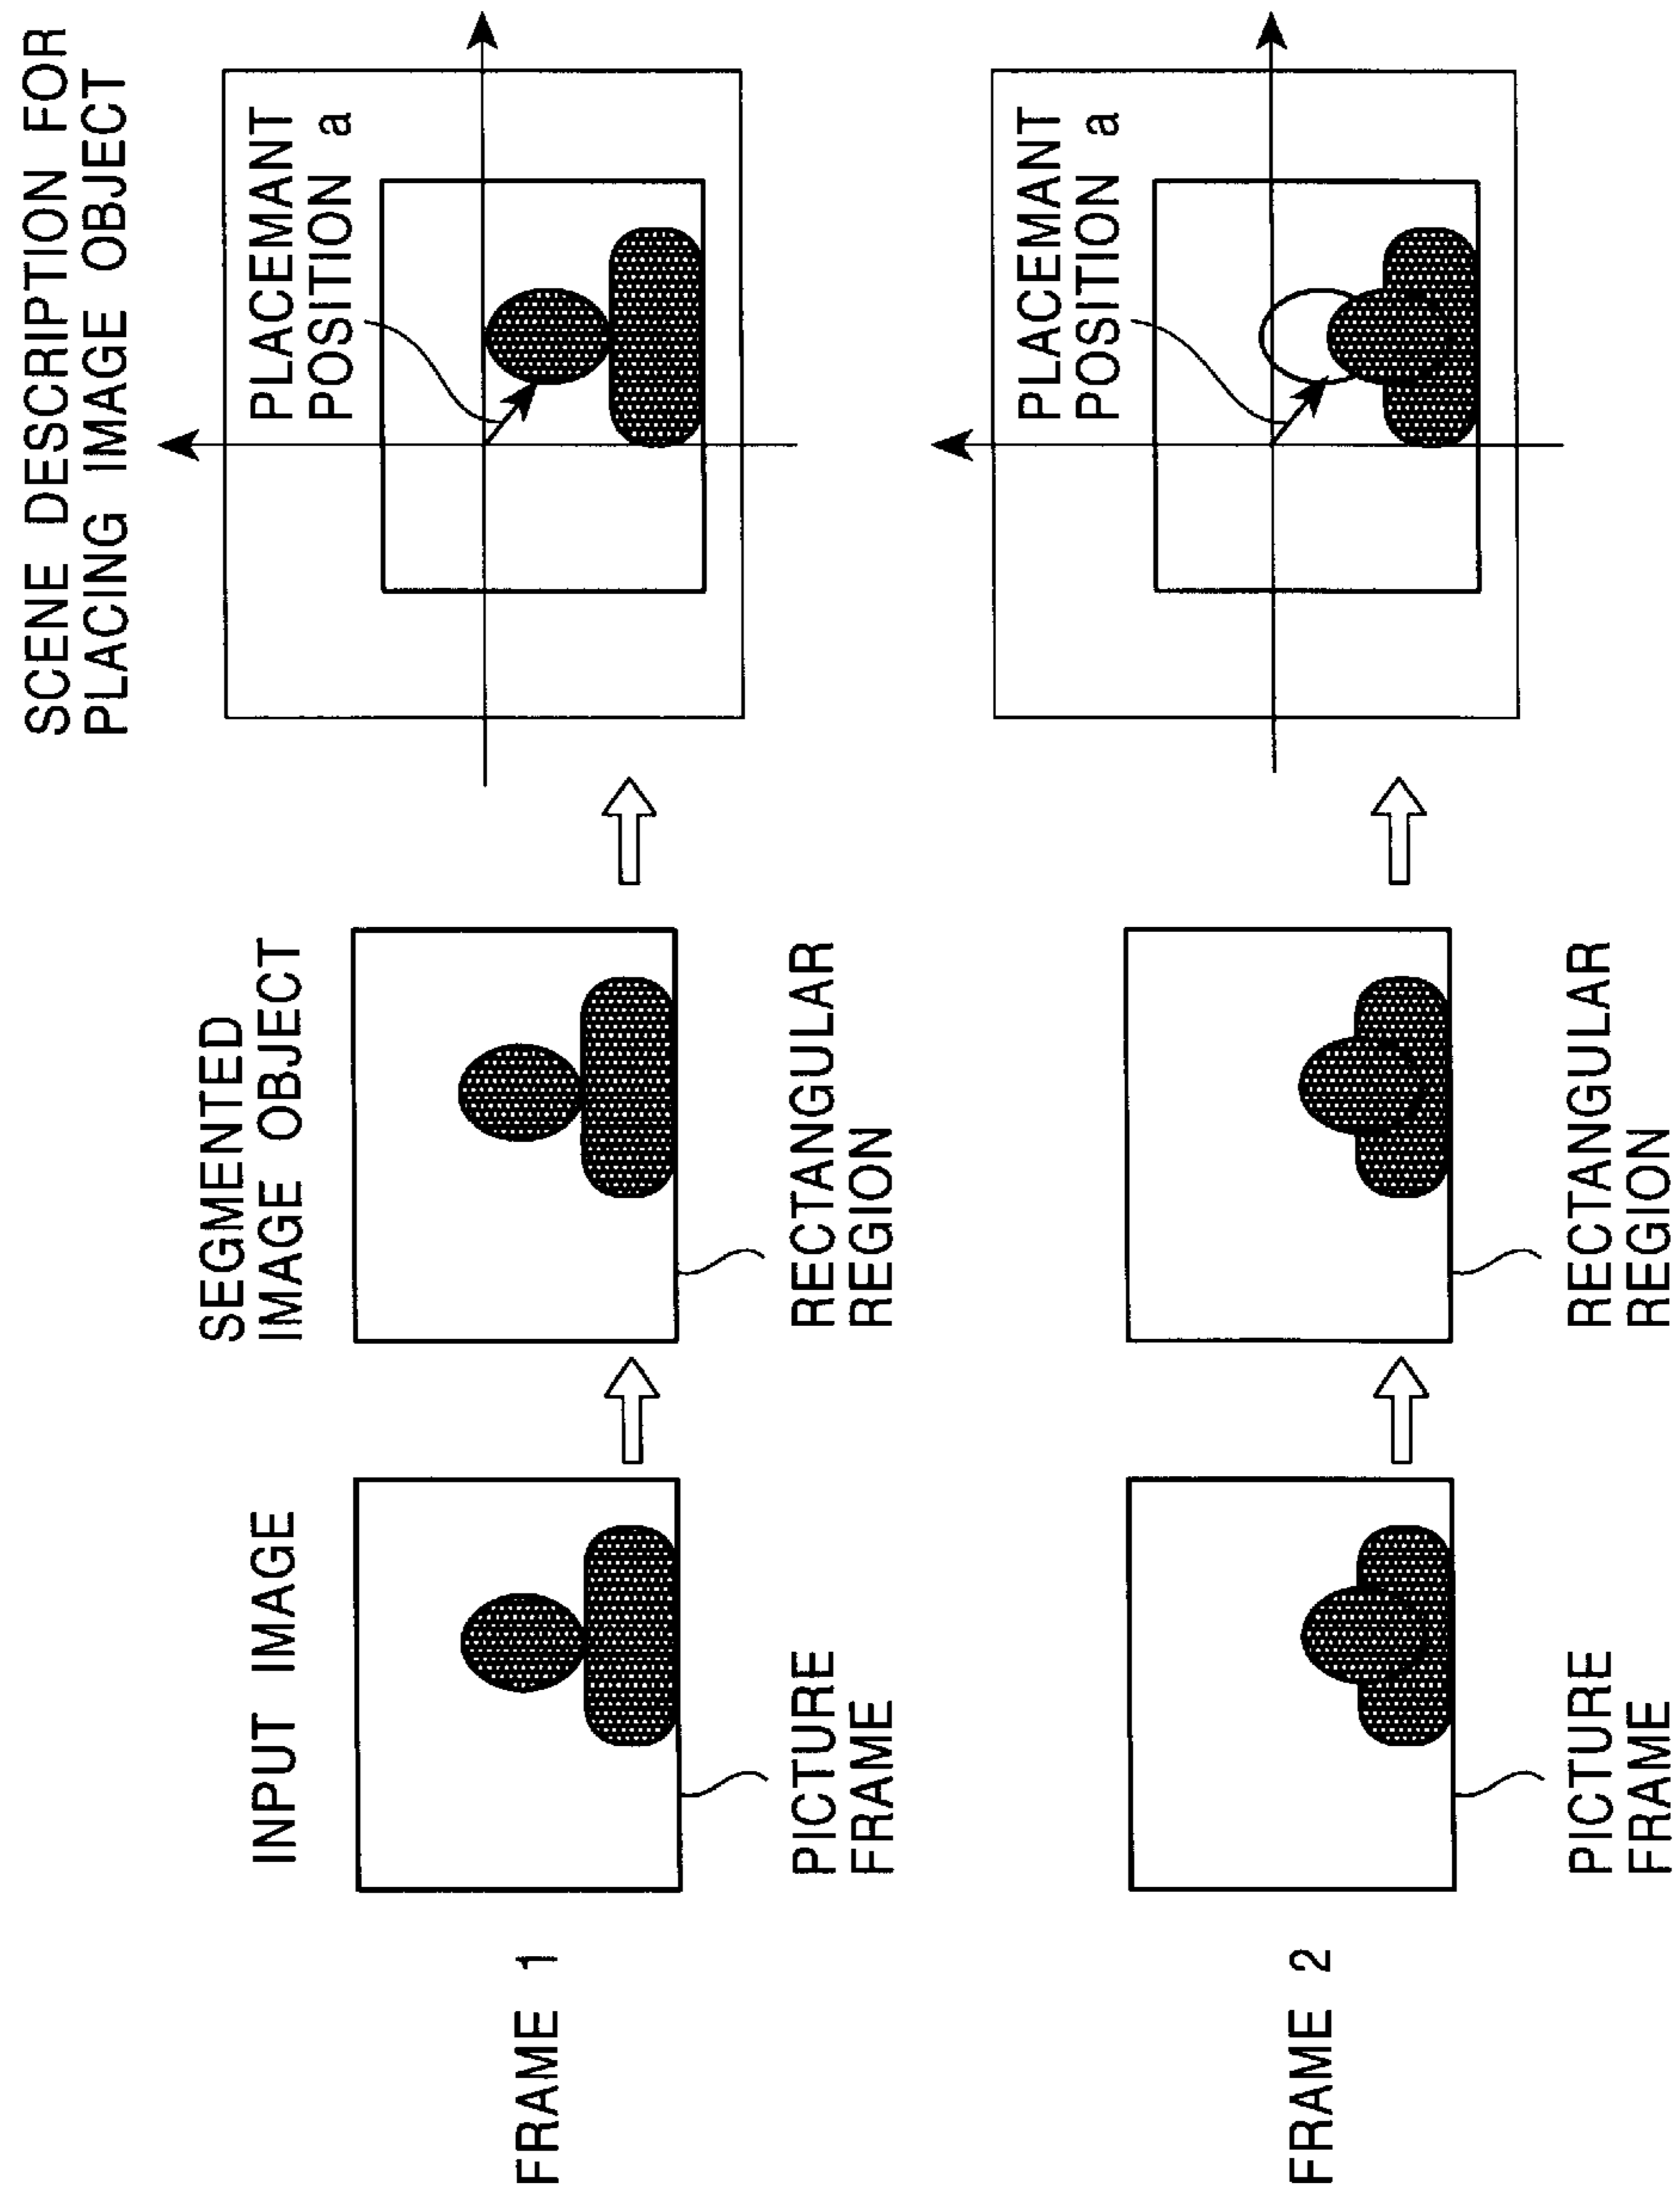 INPUT IMAGE
SEGMENTED
IMAGE OBJECT
SCENE DESCRIPTION FOR
PLACING IMAGE OBJECT
FRAME 1
PICTURE
FRAME
RECTANGULAR
REGION
PLACEMANT
POSITION a
FRAME 2
PICTURE
FRAME
RECTANGULAR
REGION
PLACEMANT
POSITION a